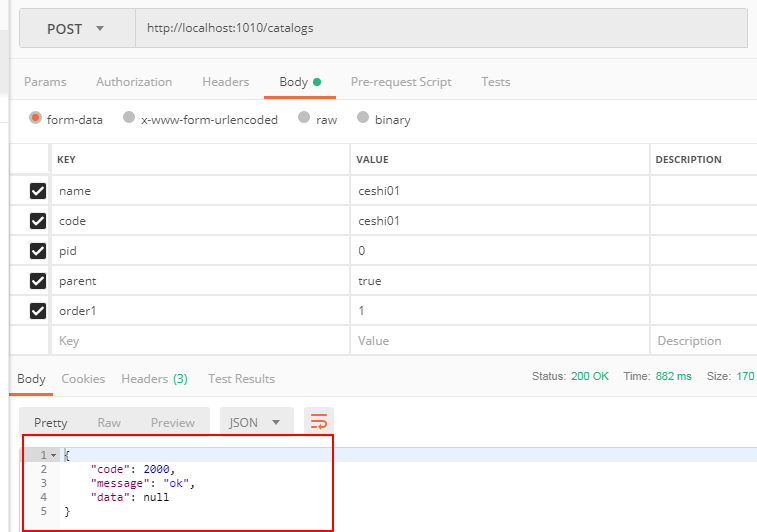 POST http://localhost:1010/catalogs
Params Authorization Headers Body Pre-request Script Tests
form-data x-www-form-urlencoded raw binary
KEY VALUE DESCRIPTION
name ceshi01
code ceshi01
pid 0
parent true
order1 1
Key Value Description
Body Cookies Headers (3) Test Results Status: 200 OK Time: 882 ms Size: 170
Pretty Raw Preview JSON
1 {
2 "code": 2000,
3 "message": "ok",
4 "data": null
5 }